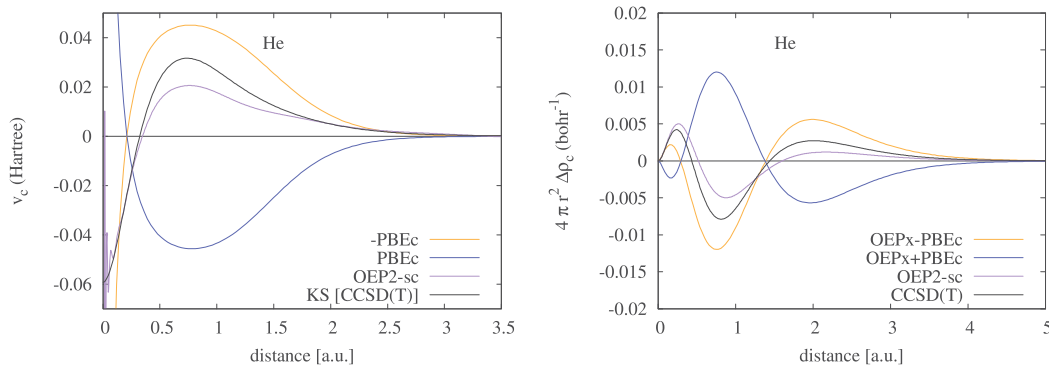 He
v_c (Hartree)
0.04
0.02
0
-0.02
-0.04
-0.06
-PBEc
PBEc
OEP2-sc
KS [CCSD(T)]
0 0.5 1 1.5 2 2.5 3 3.5
distance [a.u.]
He
4 π r² Δρ_c (bohr⁻¹)
0.02
0.015
0.01
0.005
0
-0.005
-0.01
-0.015
-0.02
OEPx-PBEc
OEPx+PBEc
OEP2-sc
CCSD(T)
0 1 2 3 4 5
distance [a.u.]